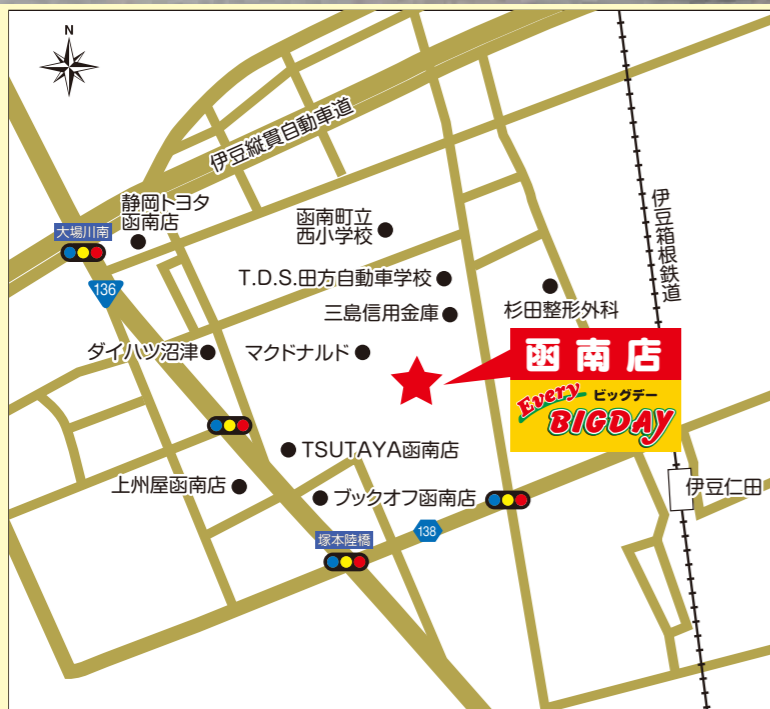 N
伊豆縦貫自動車道
静岡トヨタ
函南店
大場川南
136
函南町立
西小学校
T.D.S.田方自動車学校
三島信用金庫
杉田整形外科
伊豆箱根鉄道
ダイハツ沼津
マクドナルド
函南店
Every ビッグデー
BIGDAY
TSUTAYA函南店
上州屋函南店
ブックオフ函南店
伊豆仁田
138
塚本陸橋